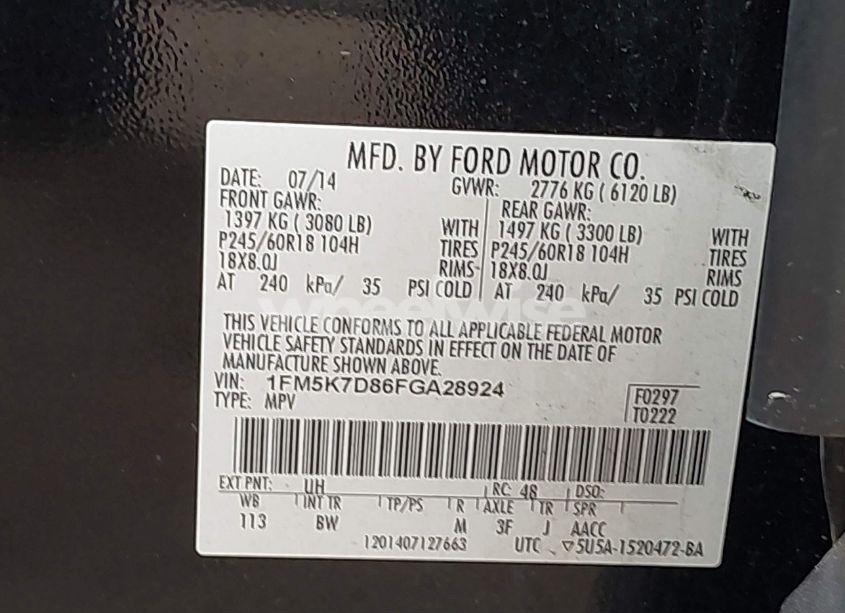 MFD. BY FORD MOTOR CO.
DATE: 07/14 GVWR: 2776 KG ( 6120 LB)
FRONT GAWR: REAR GAWR:
1397 KG ( 3080 LB) WITH 1497 KG ( 3300 LB) WITH
P245/60R18 104H TIRES P245/60R18 104H TIRES
18X8.0J RIMS 18X8.0J RIMS
AT 240 kPa/ 35 PSI COLD AT 240 kPa/ 35 PSI COLD
wheelwise
THIS VEHICLE CONFORMS TO ALL APPLICABLE FEDERAL MOTOR
VEHICLE SAFETY STANDARDS IN EFFECT ON THE DATE OF
MANUFACTURE SHOWN ABOVE.
VIN: 1FM5K7D86FGA28924
TYPE: MPV
F0297
T0222
EXT PNT: UH RC: 48 DSO:
WB INT TR TP/PS R AXLE TR SPR
113 BW M 3F J AACC
1201407127663 UTC ▽5U5A-1520472-BA